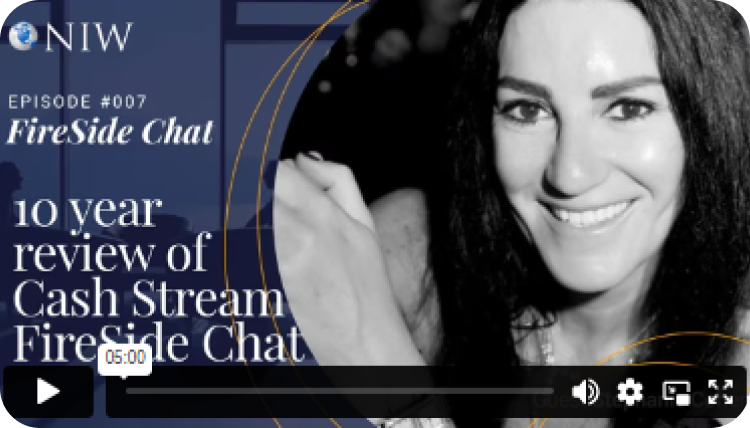 NIW
EPISODE #007
FireSide Chat
10 year
review of
Cash Stream
FireSide Chat
05:00